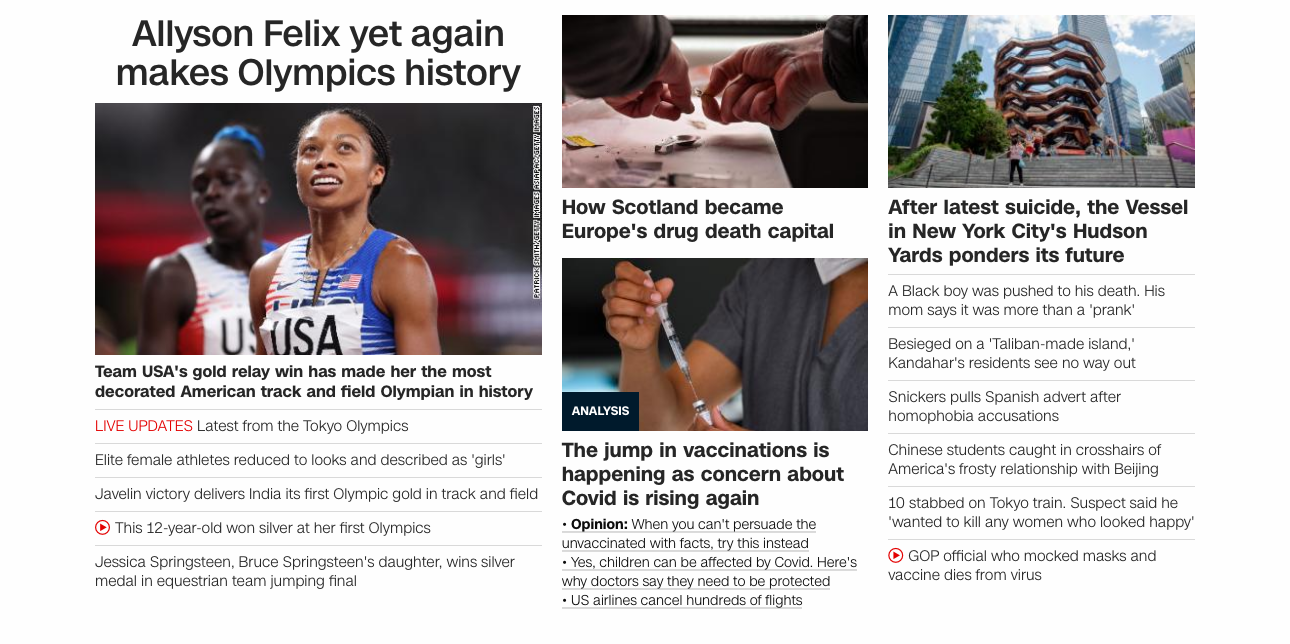 Allyson Felix yet again
makes Olympics history
PATRICK SMITH/GETTY IMAGES ASIAPAC/GETTY IMAGES
US
USA
Team USA's gold relay win has made her the most
decorated American track and field Olympian in history
LIVE UPDATES Latest from the Tokyo Olympics
Elite female athletes reduced to looks and described as 'girls'
Javelin victory delivers India its first Olympic gold in track and field
This 12-year-old won silver at her first Olympics
Jessica Springsteen, Bruce Springsteen's daughter, wins silver
medal in equestrian team jumping final
How Scotland became
Europe's drug death capital
ANALYSIS
The jump in vaccinations is
happening as concern about
Covid is rising again
• Opinion: When you can't persuade the
unvaccinated with facts, try this instead
• Yes, children can be affected by Covid. Here's
why doctors say they need to be protected
• US airlines cancel hundreds of flights
After latest suicide, the Vessel
in New York City's Hudson
Yards ponders its future
A Black boy was pushed to his death. His
mom says it was more than a 'prank'
Besieged on a 'Taliban-made island,'
Kandahar's residents see no way out
Snickers pulls Spanish advert after
homophobia accusations
Chinese students caught in crosshairs of
America's frosty relationship with Beijing
10 stabbed on Tokyo train. Suspect said he
'wanted to kill any women who looked happy'
GOP official who mocked masks and
vaccine dies from virus